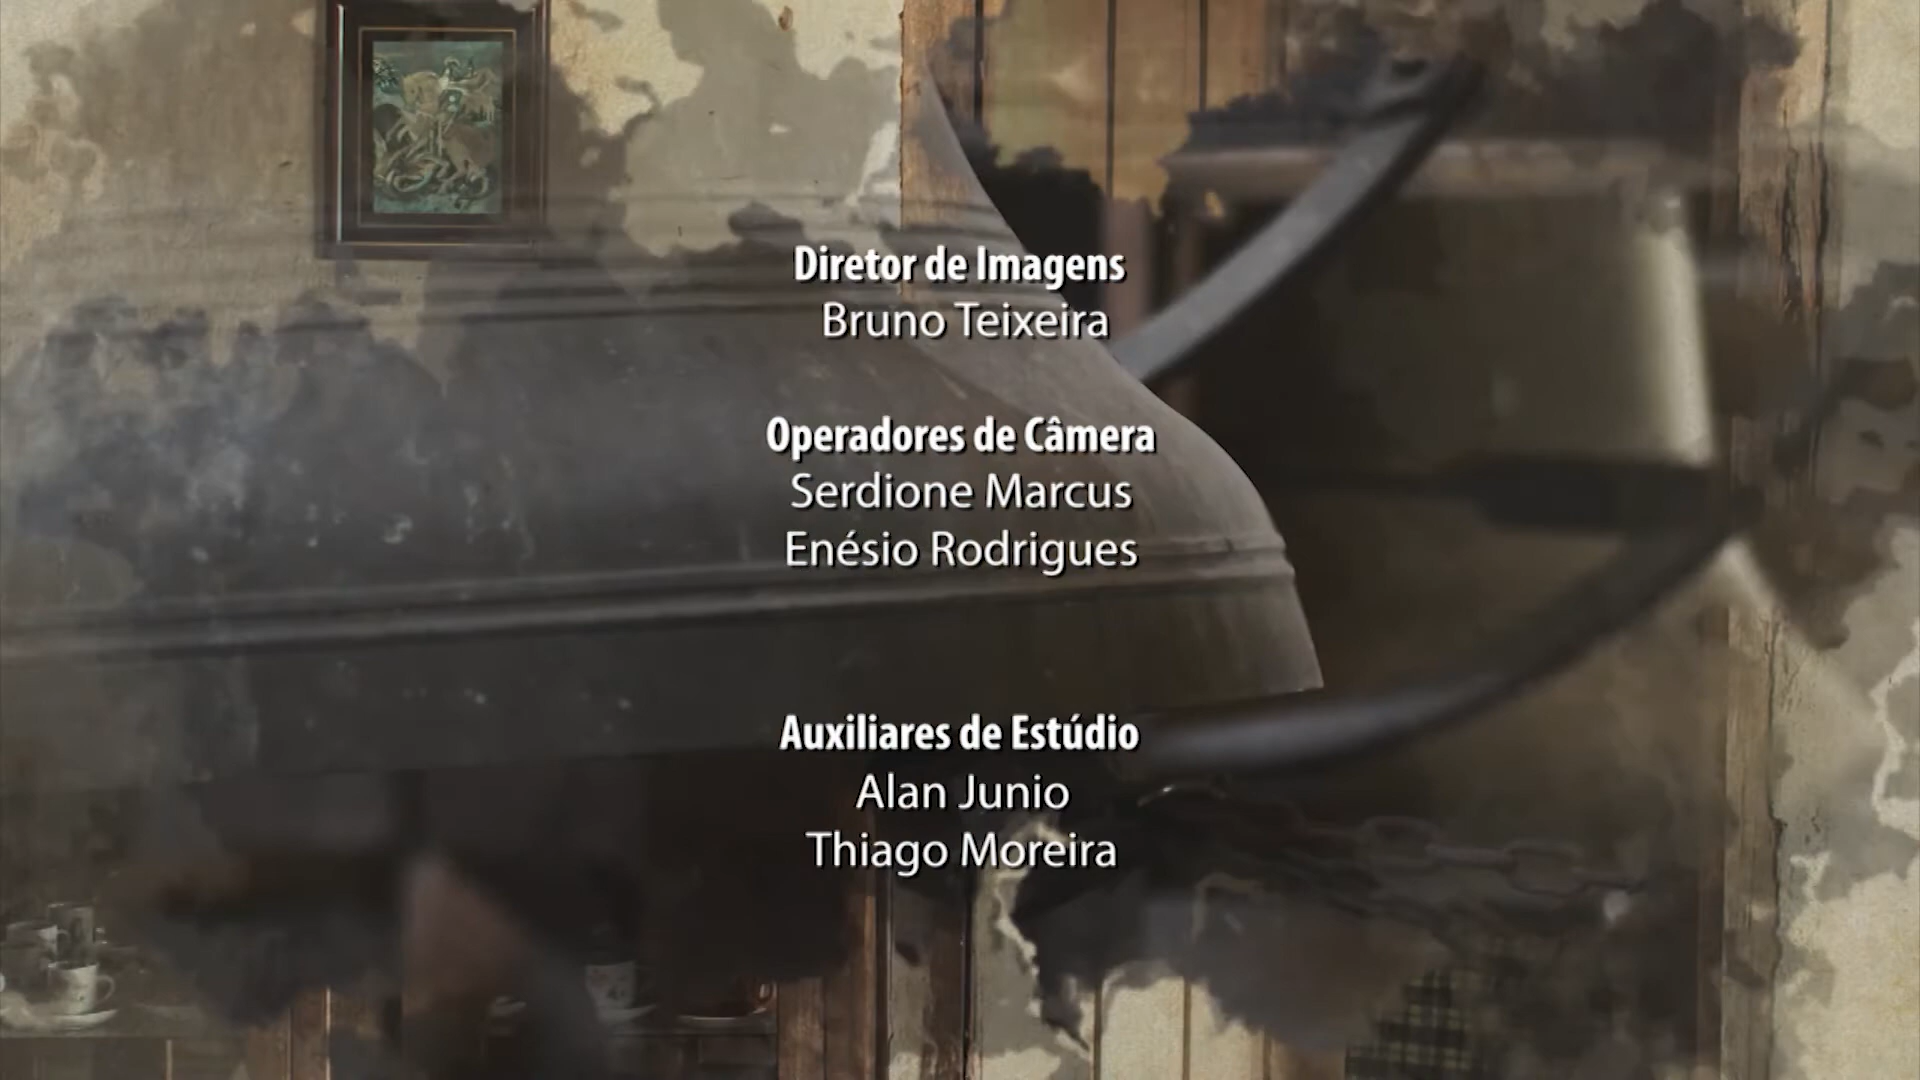 Diretor de Imagens
Bruno Teixeira
Operadores de Câmera
Serdione Marcus
Enésio Rodrigues
Auxiliares de Estúdio
Alan Junio
Thiago Moreira